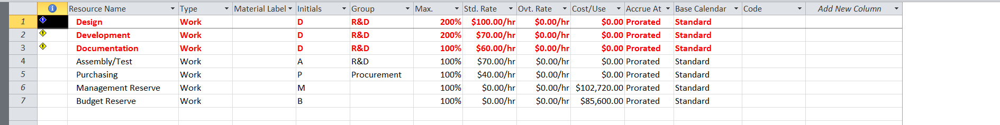 Resource Name Type Material Label Initials Group Max. Std. Rate Ovt. Rate Cost/Use Accrue At Base Calendar Code Add New Column
1 Design Work D R&D 200% $100.00/hr $0.00/hr $0.00 Prorated Standard
2 Development Work D R&D 200% $70.00/hr $0.00/hr $0.00 Prorated Standard
3 Documentation Work D R&D 100% $60.00/hr $0.00/hr $0.00 Prorated Standard
4 Assembly/Test Work A R&D 100% $70.00/hr $0.00/hr $0.00 Prorated Standard
5 Purchasing Work P Procurement 100% $40.00/hr $0.00/hr $0.00 Prorated Standard
6 Management Reserve Work M 100% $0.00/hr $0.00/hr $102,720.00 Prorated Standard
7 Budget Reserve Work B 100% $0.00/hr $0.00/hr $85,600.00 Prorated Standard